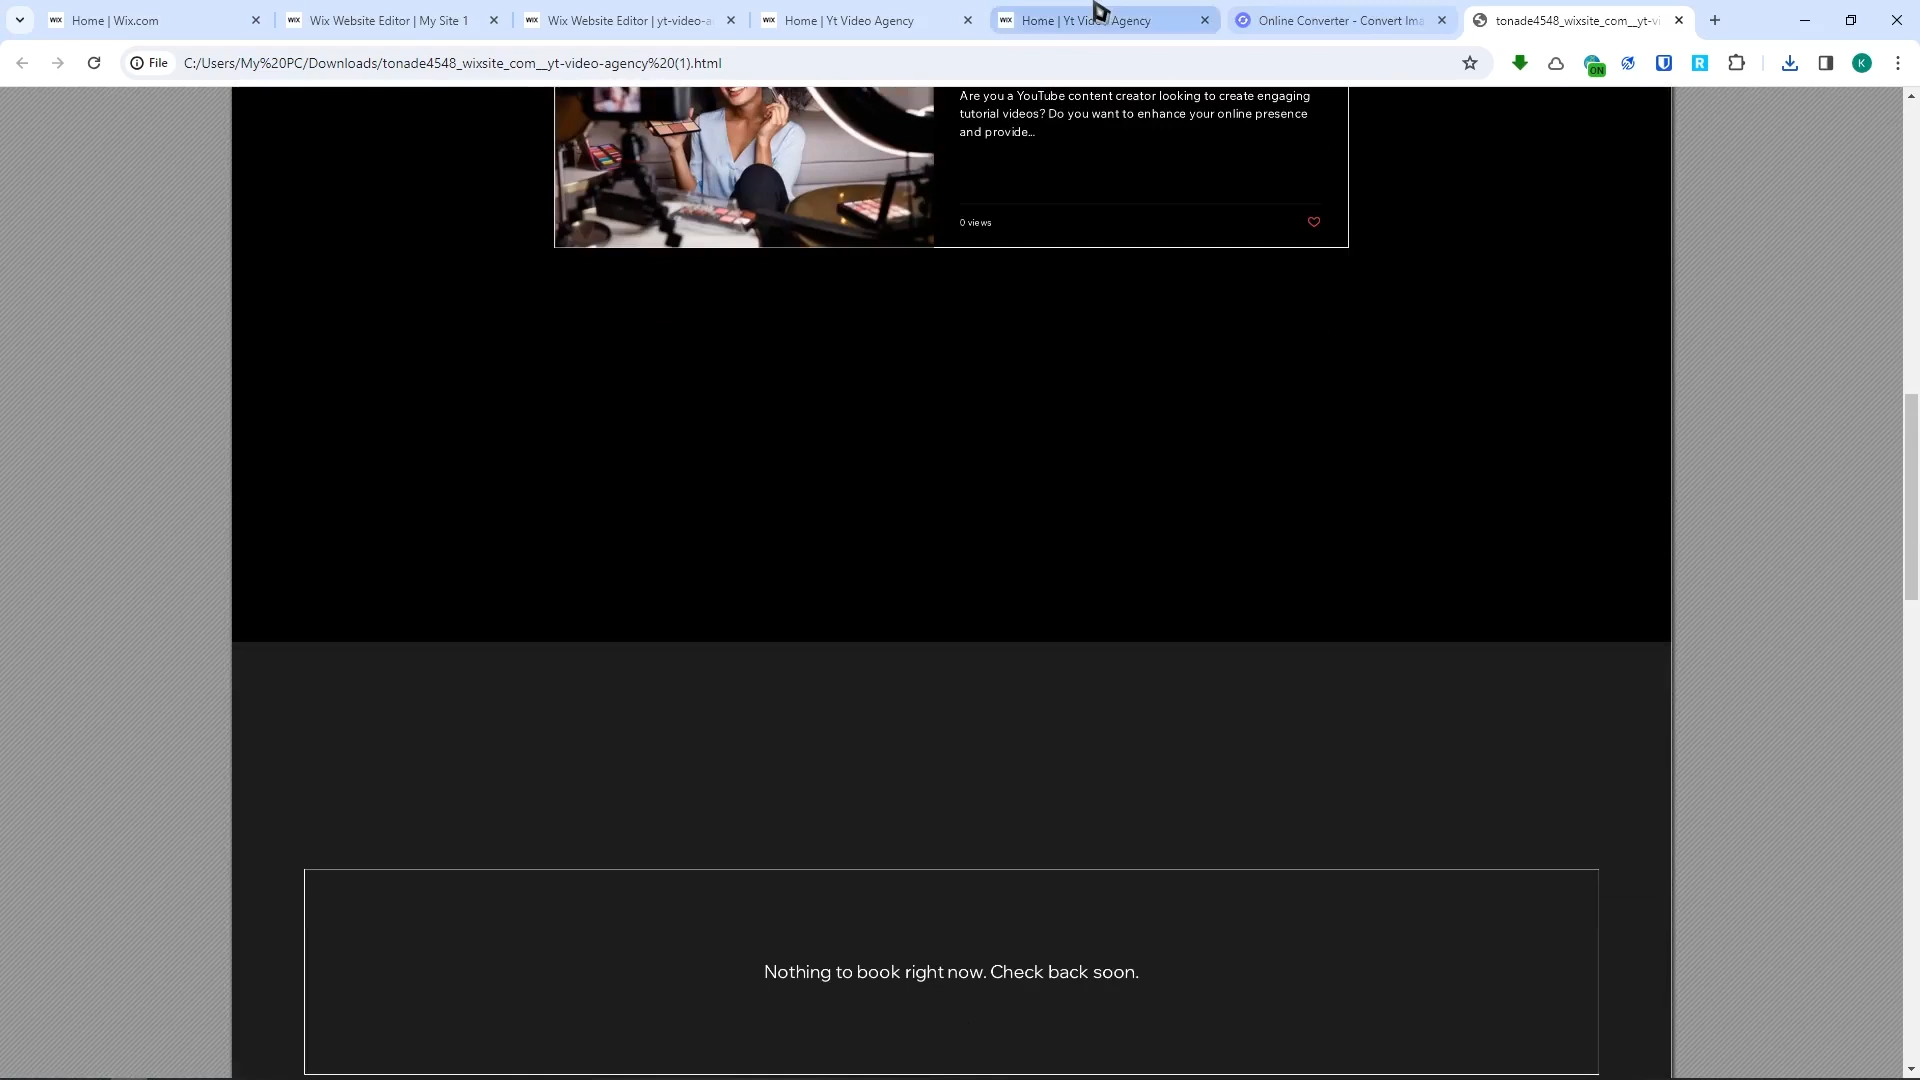 Home | Wix.com
Wix Website Editor | My Site 1
Wix Website Editor | yt-video-a
Home | Yt Video Agency
Home | Yt Video Agency
Online Converter - Convert Ima
tonade4548_wixsite_com__yt-vi
File
C:/Users/My%20PC/Downloads/tonade4548_wixsite_com__yt-video-agency%20(1).html
ON
R
K
Are you a YouTube content creator looking to create engaging
tutorial videos? Do you want to enhance your online presence
and provide...
0 views
Nothing to book right now. Check back soon.